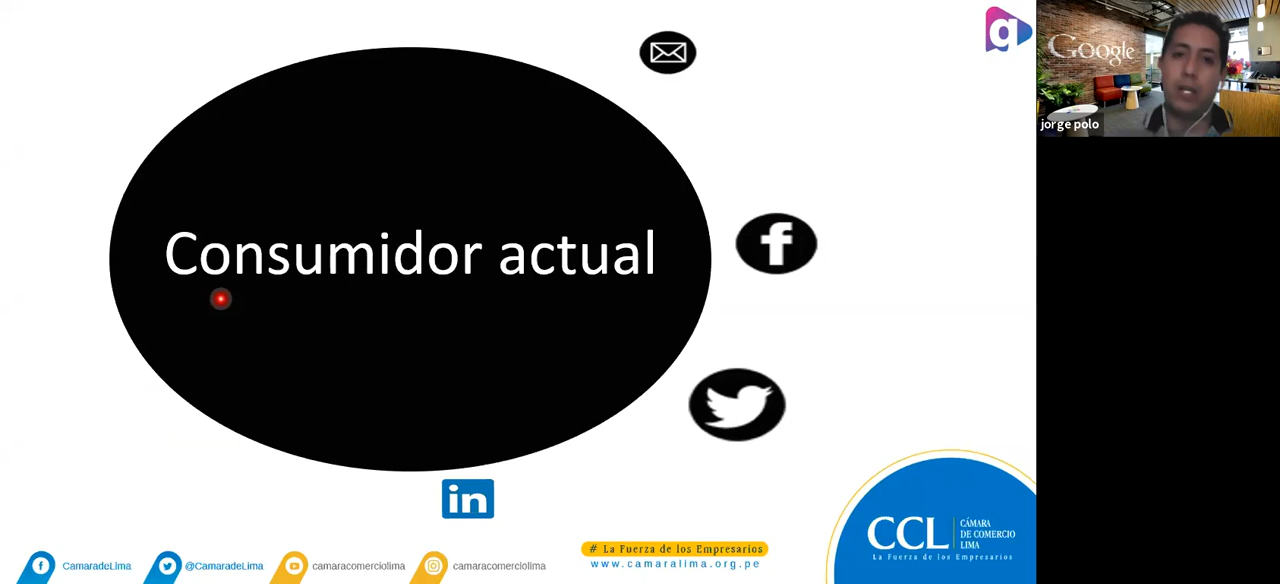 Google
jorge polo
Consumidor actual
f
in
g
CCL
CÁMARA
DE COMERCIO
LIMA
La Fuerza de los Empresarios
CamaradeLima
@CamaradeLima
camaracomerciolima
camaracomerciolima
# La Fuerza de los Empresarios
www.camaralima.org.pe